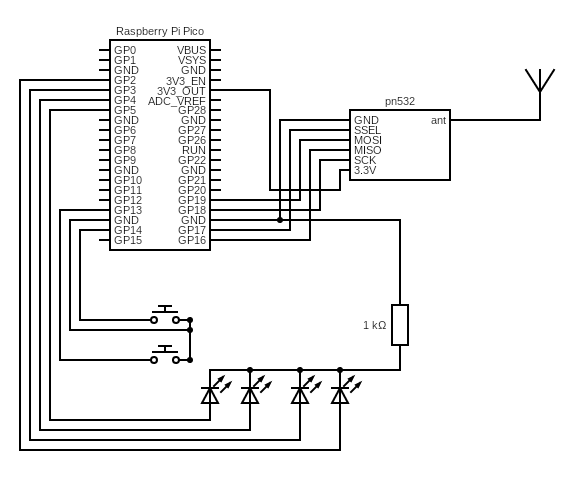 Raspberry Pi Pico
GP0 VBUS
GP1 VSYS
GND GND
GP2 3V3_EN
GP3 3V3_OUT
GP4 ADC_VREF
GP5 GP28
GND GND
GP6 GP27
GP7 GP26
GP8 RUN
GP9 GP22
GND GND
GP10 GP21
GP11 GP20
GP12 GP19
GP13 GP18
GND GND
GP14 GP17
GP15 GP16
pn532
GND ant
SSEL
MOSI
MISO
SCK
3.3V
1 kΩ